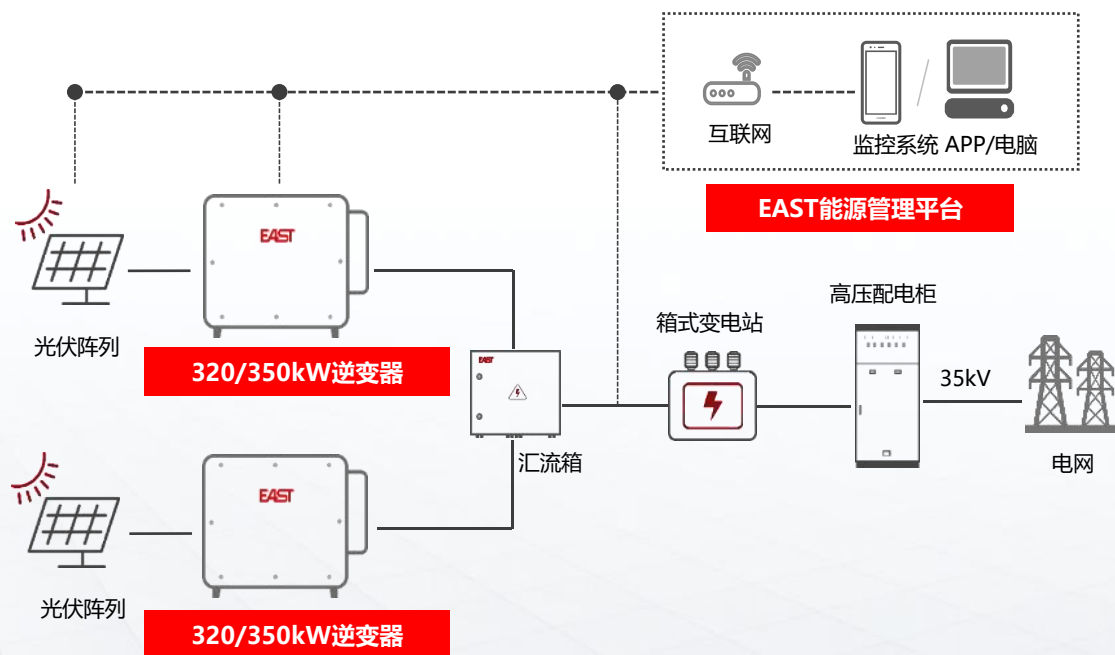 互联网
监控系统 APP/电脑
EAST能源管理平台
EAST
光伏阵列
320/350kW逆变器
EAST
汇流箱
箱式变电站
高压配电柜
35kV
电网
EAST
光伏阵列
320/350kW逆变器